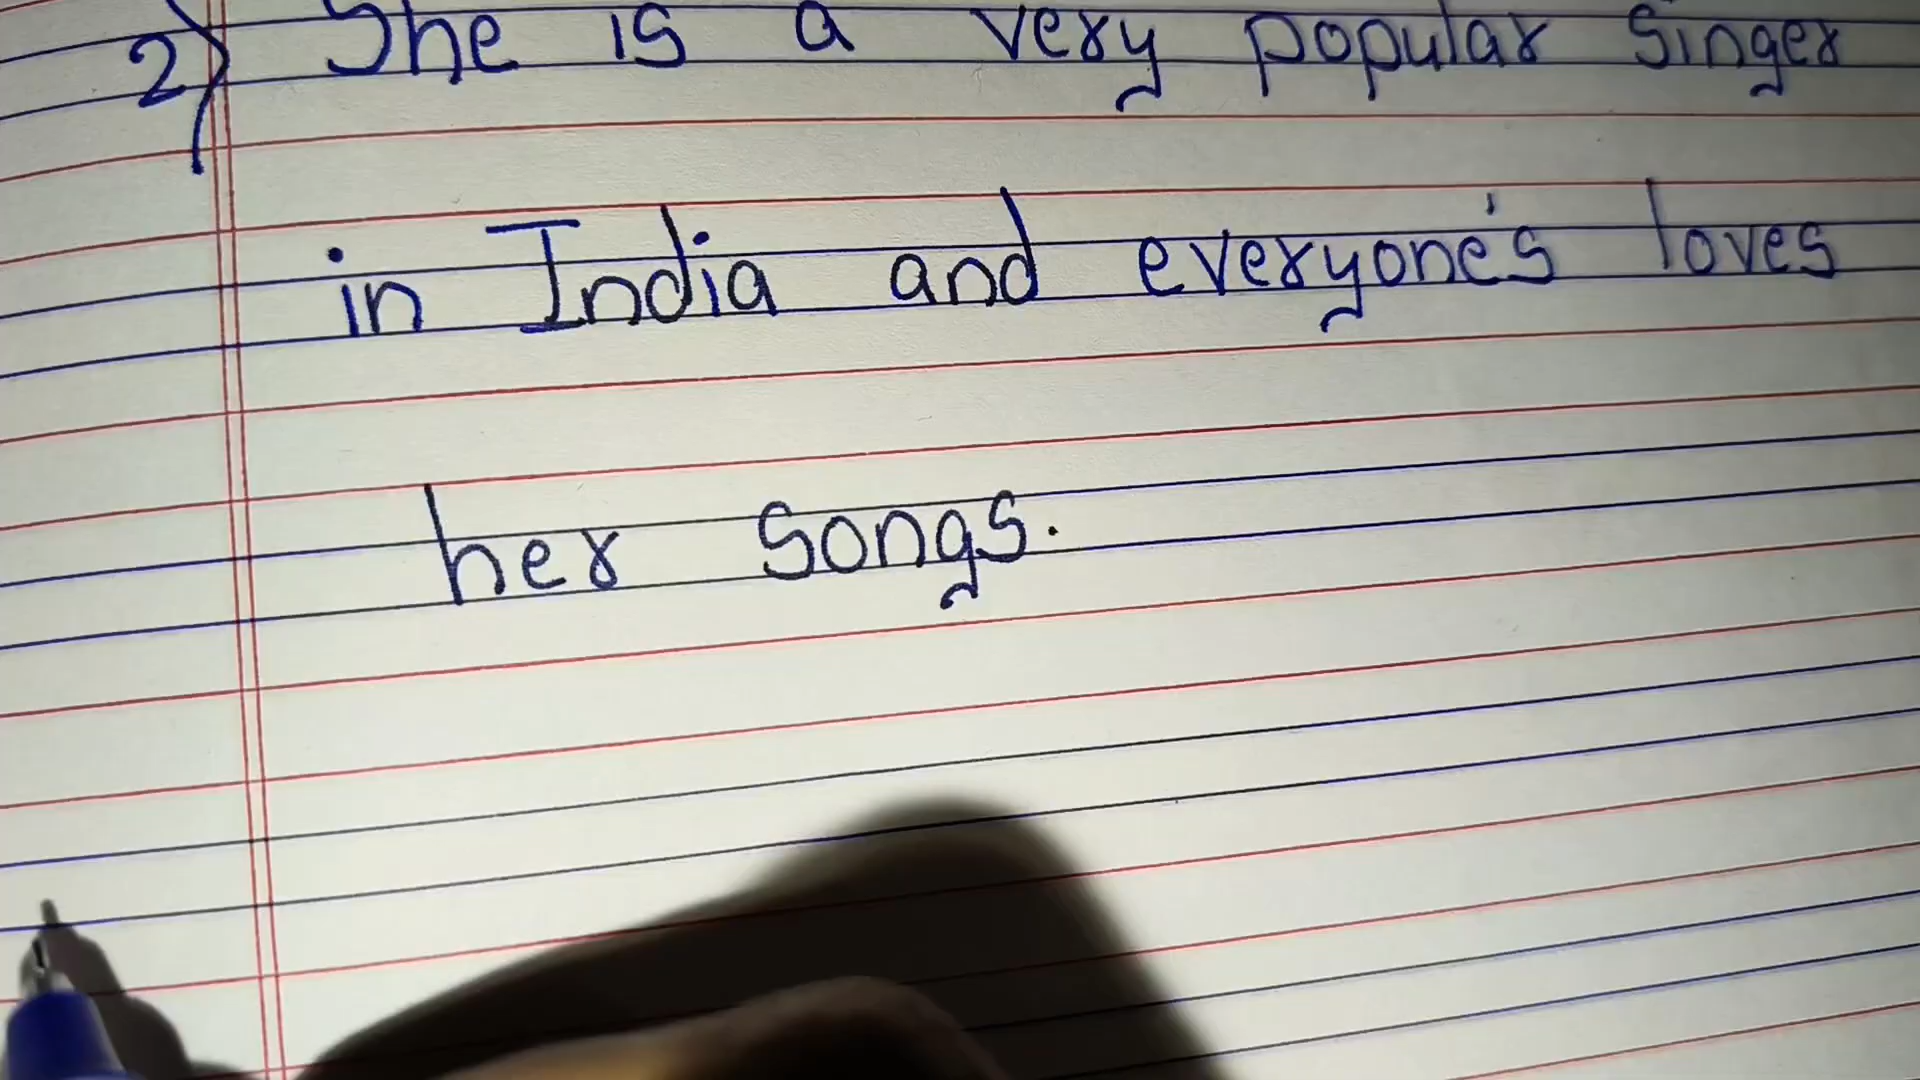 2) She is a very popular singer
in India and everyone's loves
her songs.